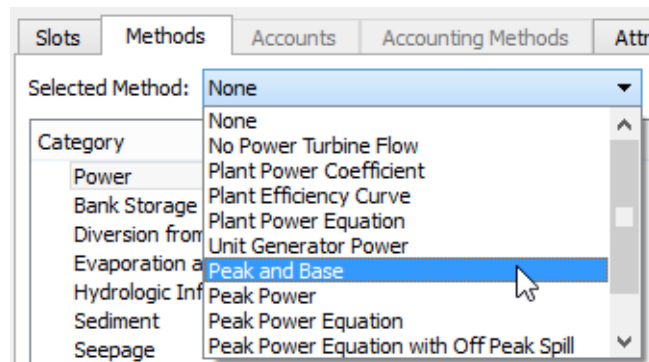 Slots Methods Accounts Accounting Methods Attr
Selected Method: None
Category
None
No Power Turbine Flow
Power
Plant Power Coefficient
Bank Storage
Plant Efficiency Curve
Diversion from
Plant Power Equation
Unit Generator Power
Evaporation a
Peak and Base
Hydrologic Inf
Peak Power
Sediment
Peak Power Equation
Seepage
Peak Power Equation with Off Peak Spill